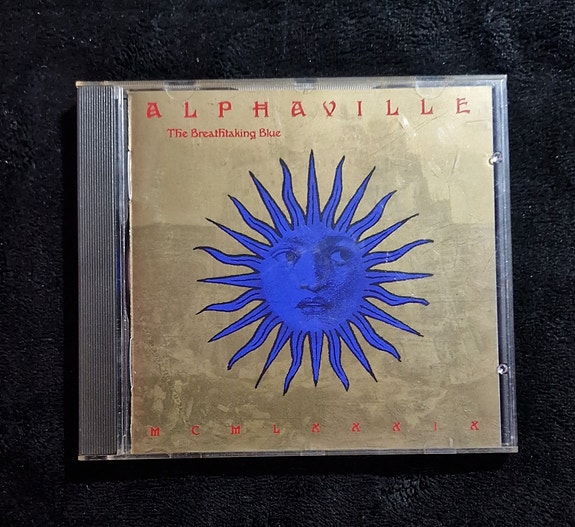 ALPHAVILLE
The Breathtaking Blue
MCMLXXXIX